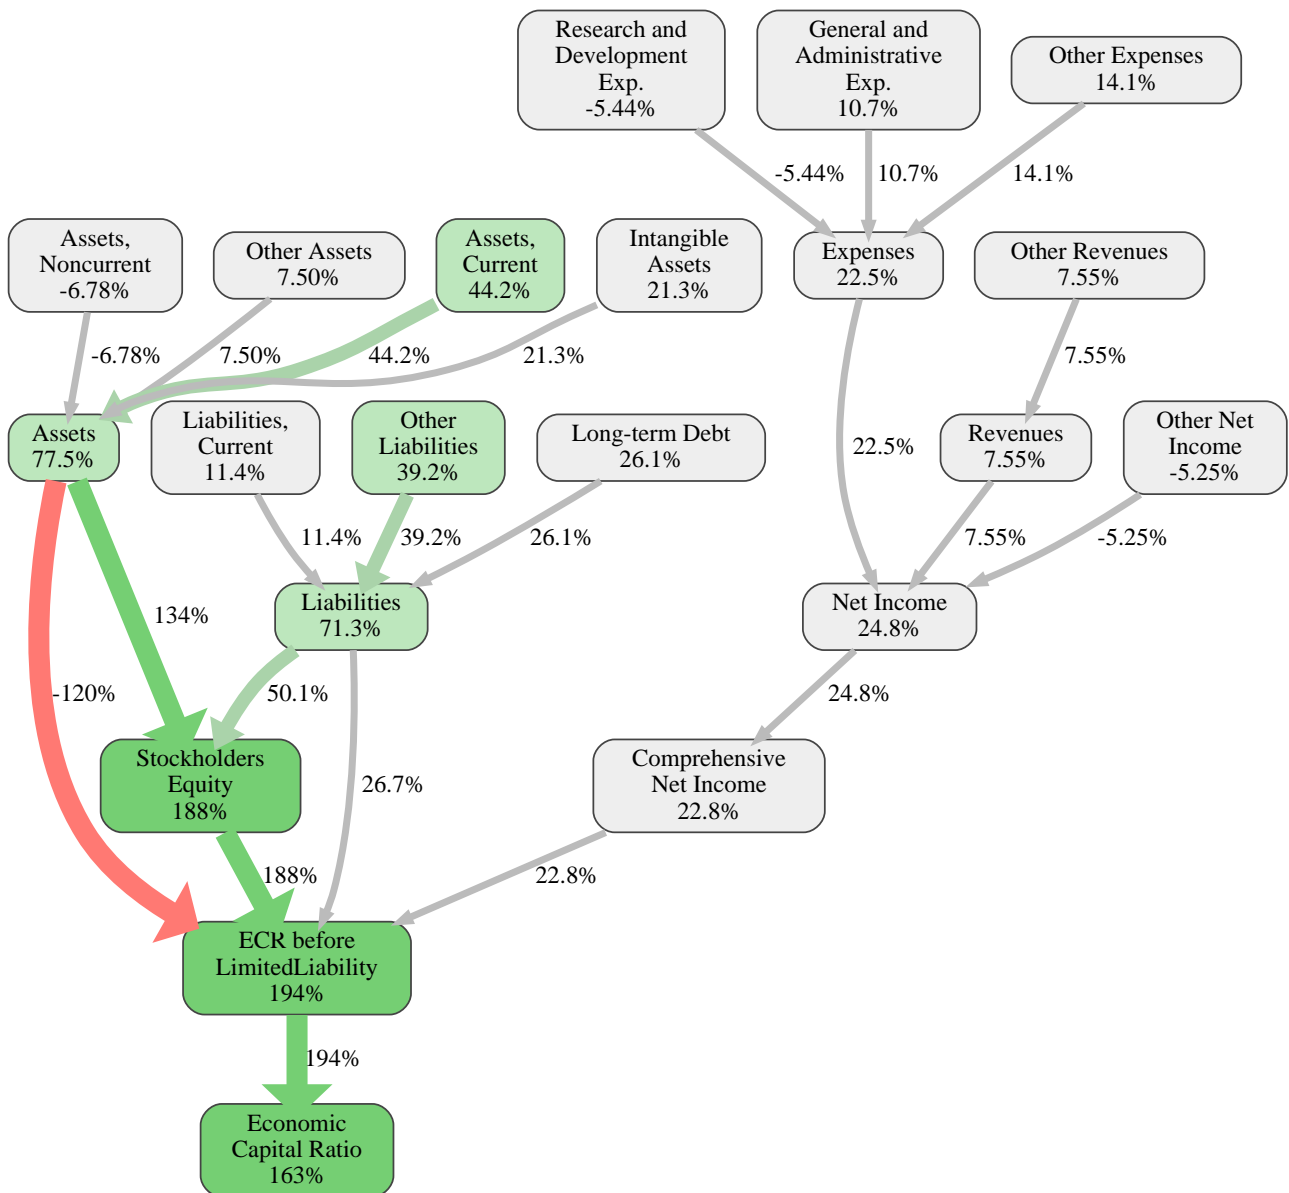 Research and
Development
Exp.
-5.44%
General and
Administrative
Exp.
10.7%
Other Expenses
14.1%
-5.44%
10.7%
14.1%
Assets,
Noncurrent
-6.78%
Other Assets
7.50%
Assets,
Current
44.2%
Intangible
Assets
21.3%
Expenses
22.5%
Other Revenues
7.55%
-6.78%
7.50%
44.2%
21.3%
7.55%
Assets
77.5%
Liabilities,
Current
11.4%
Other
Liabilities
39.2%
Long-term Debt
26.1%
22.5%
Revenues
7.55%
Other Net
Income
-5.25%
11.4%
39.2%
26.1%
7.55%
-5.25%
134%
Liabilities
71.3%
Net Income
24.8%
-120%
50.1%
24.8%
Stockholders
Equity
188%
26.7%
Comprehensive
Net Income
22.8%
188%
22.8%
ECR before
LimitedLiability
194%
194%
Economic
Capital Ratio
163%